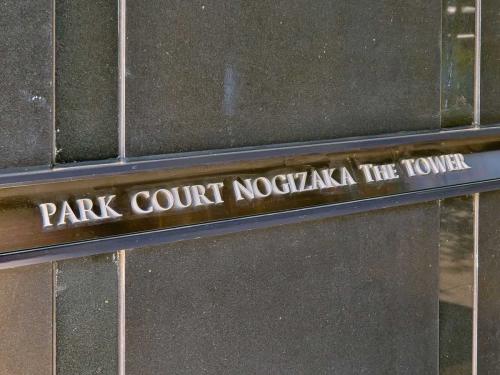 PARK COURT NOGIZAKA THE TOWER